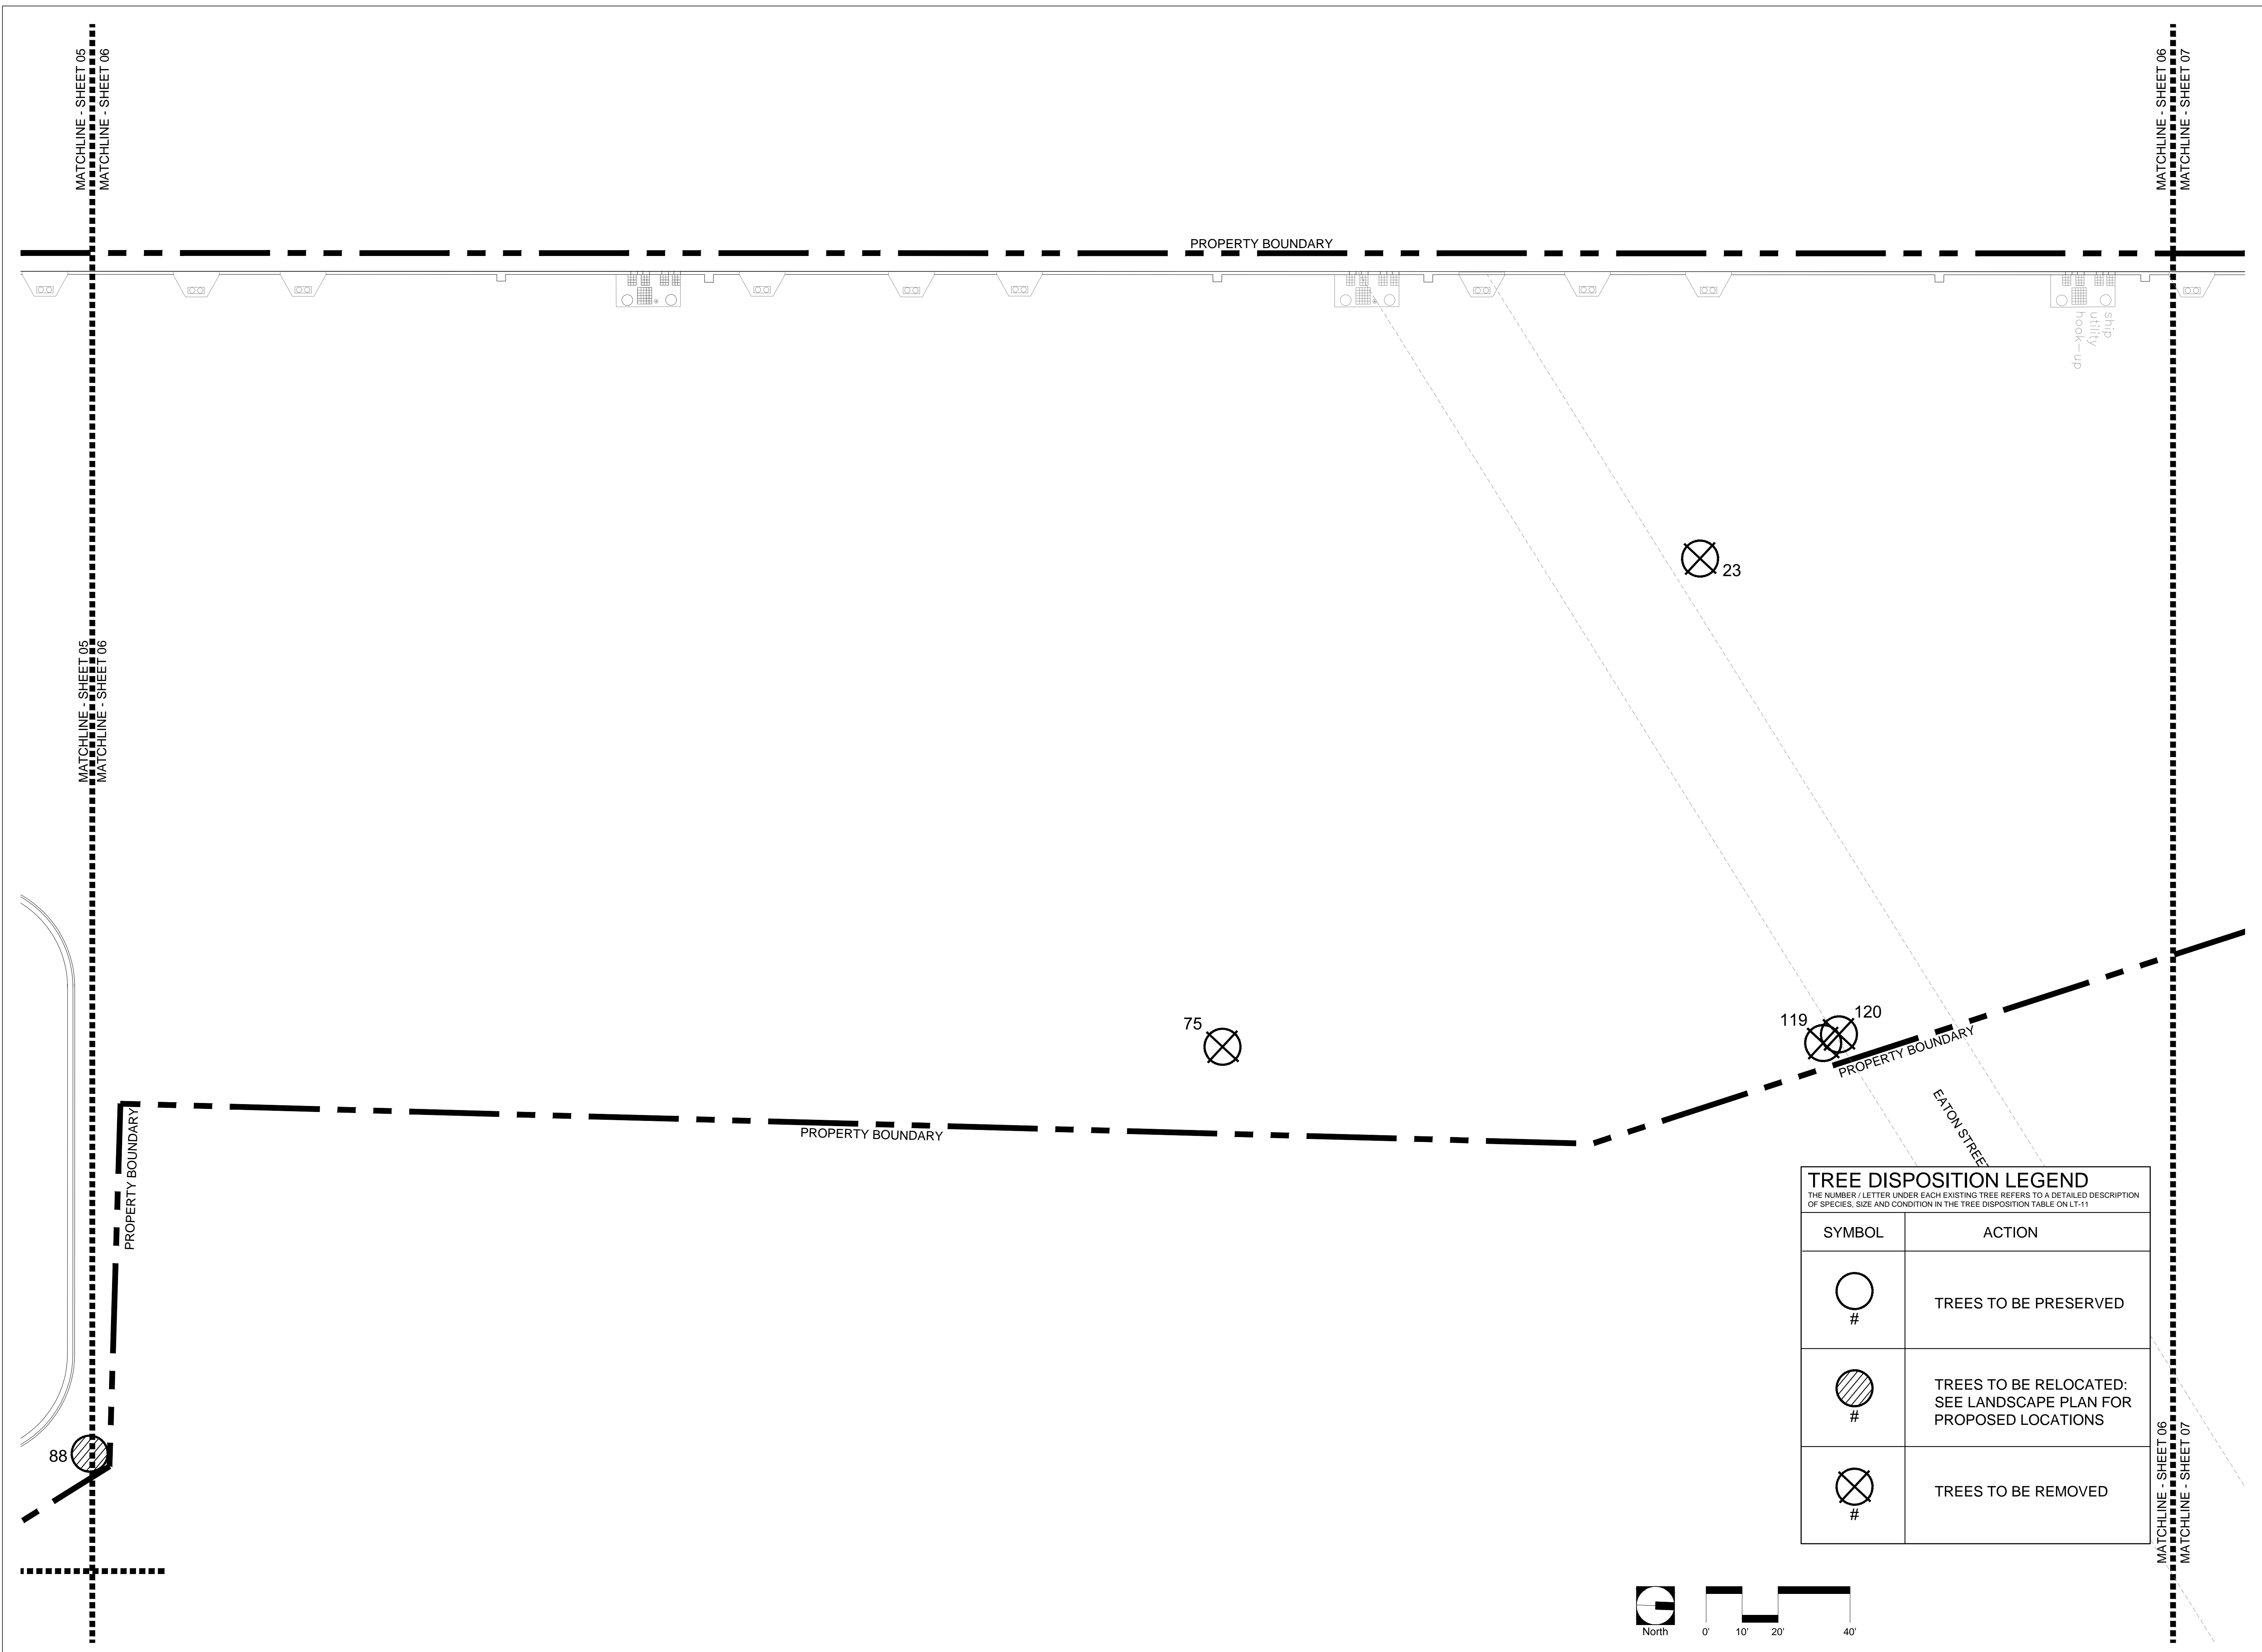 MATCHLINE - SHEET 05
MATCHLINE - SHEET 06
MATCHLINE - SHEET 06
MATCHLINE - SHEET 07
PROPERTY BOUNDARY
ship
utility
hook-up
23
MATCHLINE - SHEET 05
MATCHLINE - SHEET 06
75
119
120
PROPERTY BOUNDARY
PROPERTY BOUNDARY
PROPERTY BOUNDARY
EATON STREET
88
TREE DISPOSITION LEGEND
THE NUMBER / LETTER UNDER EACH EXISTING TREE REFERS TO A DETAILED DESCRIPTION
OF SPECIES, SIZE AND CONDITION IN THE TREE DISPOSITION TABLE ON LT-11
SYMBOL
ACTION
#
TREES TO BE PRESERVED
#
TREES TO BE RELOCATED:
SEE LANDSCAPE PLAN FOR
PROPOSED LOCATIONS
#
TREES TO BE REMOVED
MATCHLINE - SHEET 06
MATCHLINE - SHEET 07
North
0' 10' 20' 40'